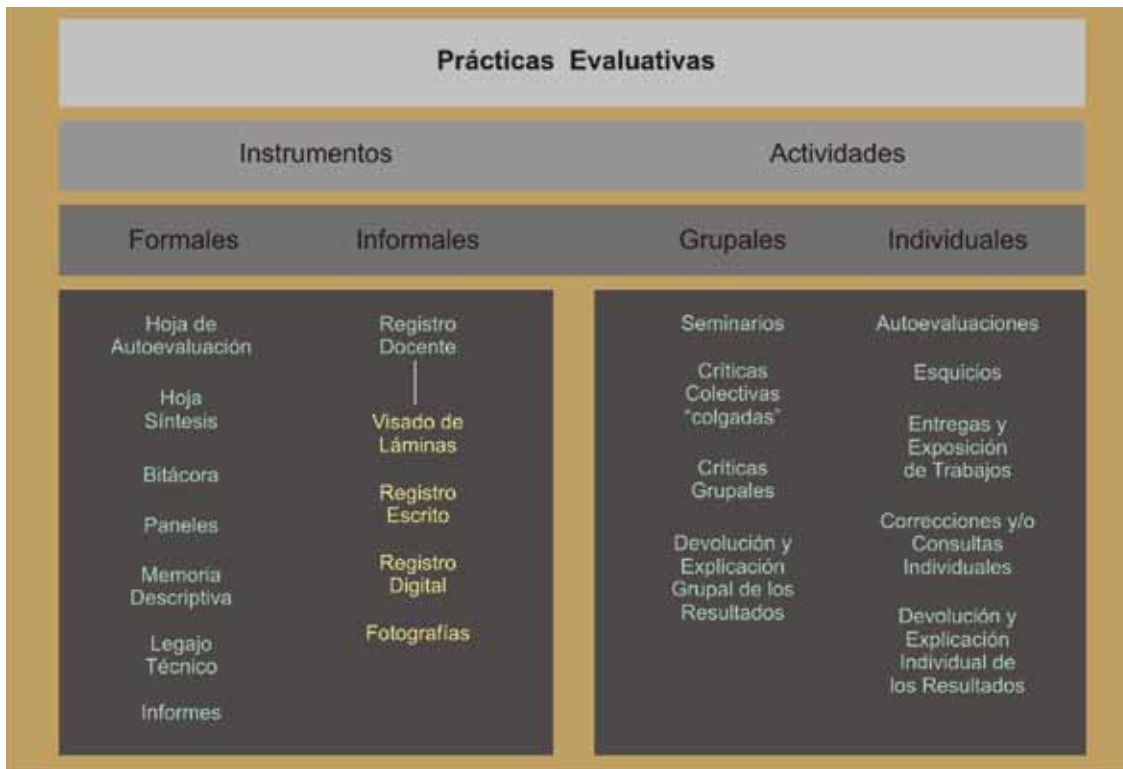 Prácticas Evaluativas
Instrumentos
Actividades
Formales
Informales
Grupales
Individuales
Hoja de
Autoevaluación
Hoja
Síntesis
Bitácora
Paneles
Memoria
Descriptiva
Legajo
Técnico
Informes
Registro
Docente
Visado de
Láminas
Registro
Escrito
Registro
Digital
Fotografías
Seminarios
Críticas
Colectivas
"colgadas"
Críticas
Grupales
Devolución y
Explicación
Grupal de los
Resultados
Autoevaluaciones
Esquicios
Entregas y
Exposición
de Trabajos
Correcciones y/o
Consultas
Individuales
Devolución y
Explicación
Individual de
los Resultados